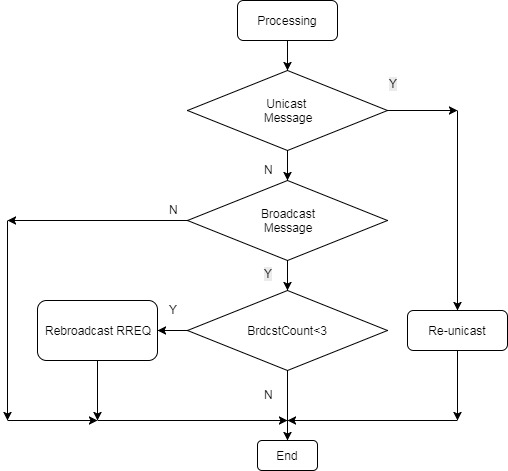 Processing
Y
Unicast
Message
N
N
Broadcast
Message
Y
Y
Rebroadcast RREQ
BrdcstCount<3
Re-unicast
N
End